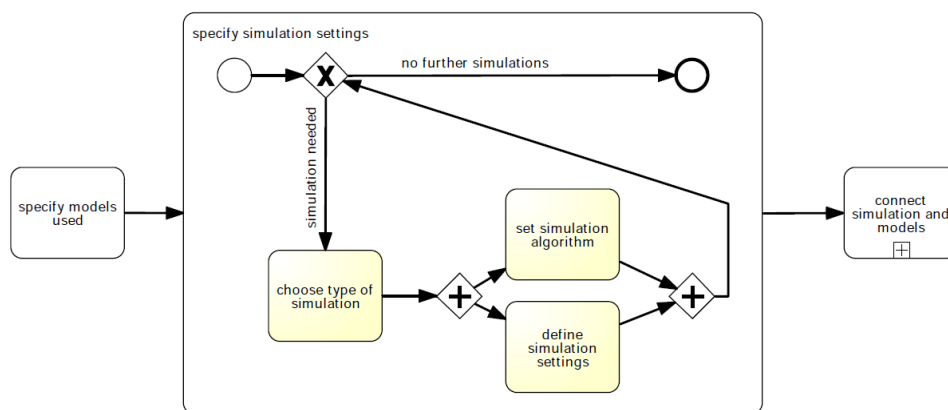 specify simulation settings
no further simulations
simulation needed
specify models
used
set simulation
algorithm
connect
simulation and
models
choose type of
simulation
define
simulation
settings